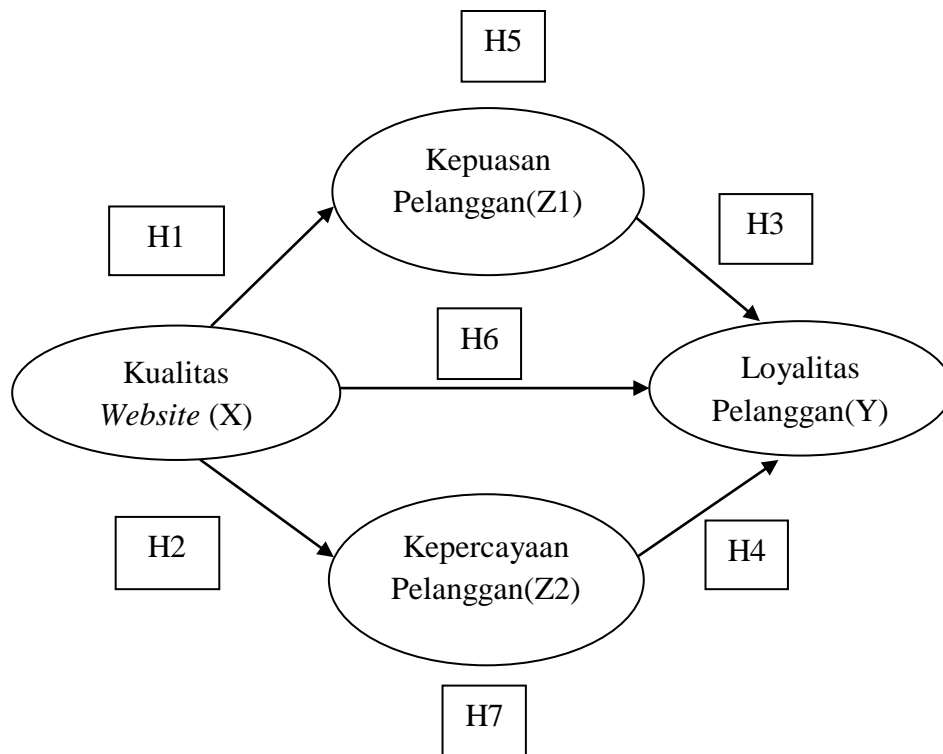 H5
Kepuasan
Pelanggan(Z1)
H1
H3
H6
Kualitas
Website (X)
Loyalitas
Pelanggan(Y)
H2
Kepercayaan
Pelanggan(Z2)
H4
H7